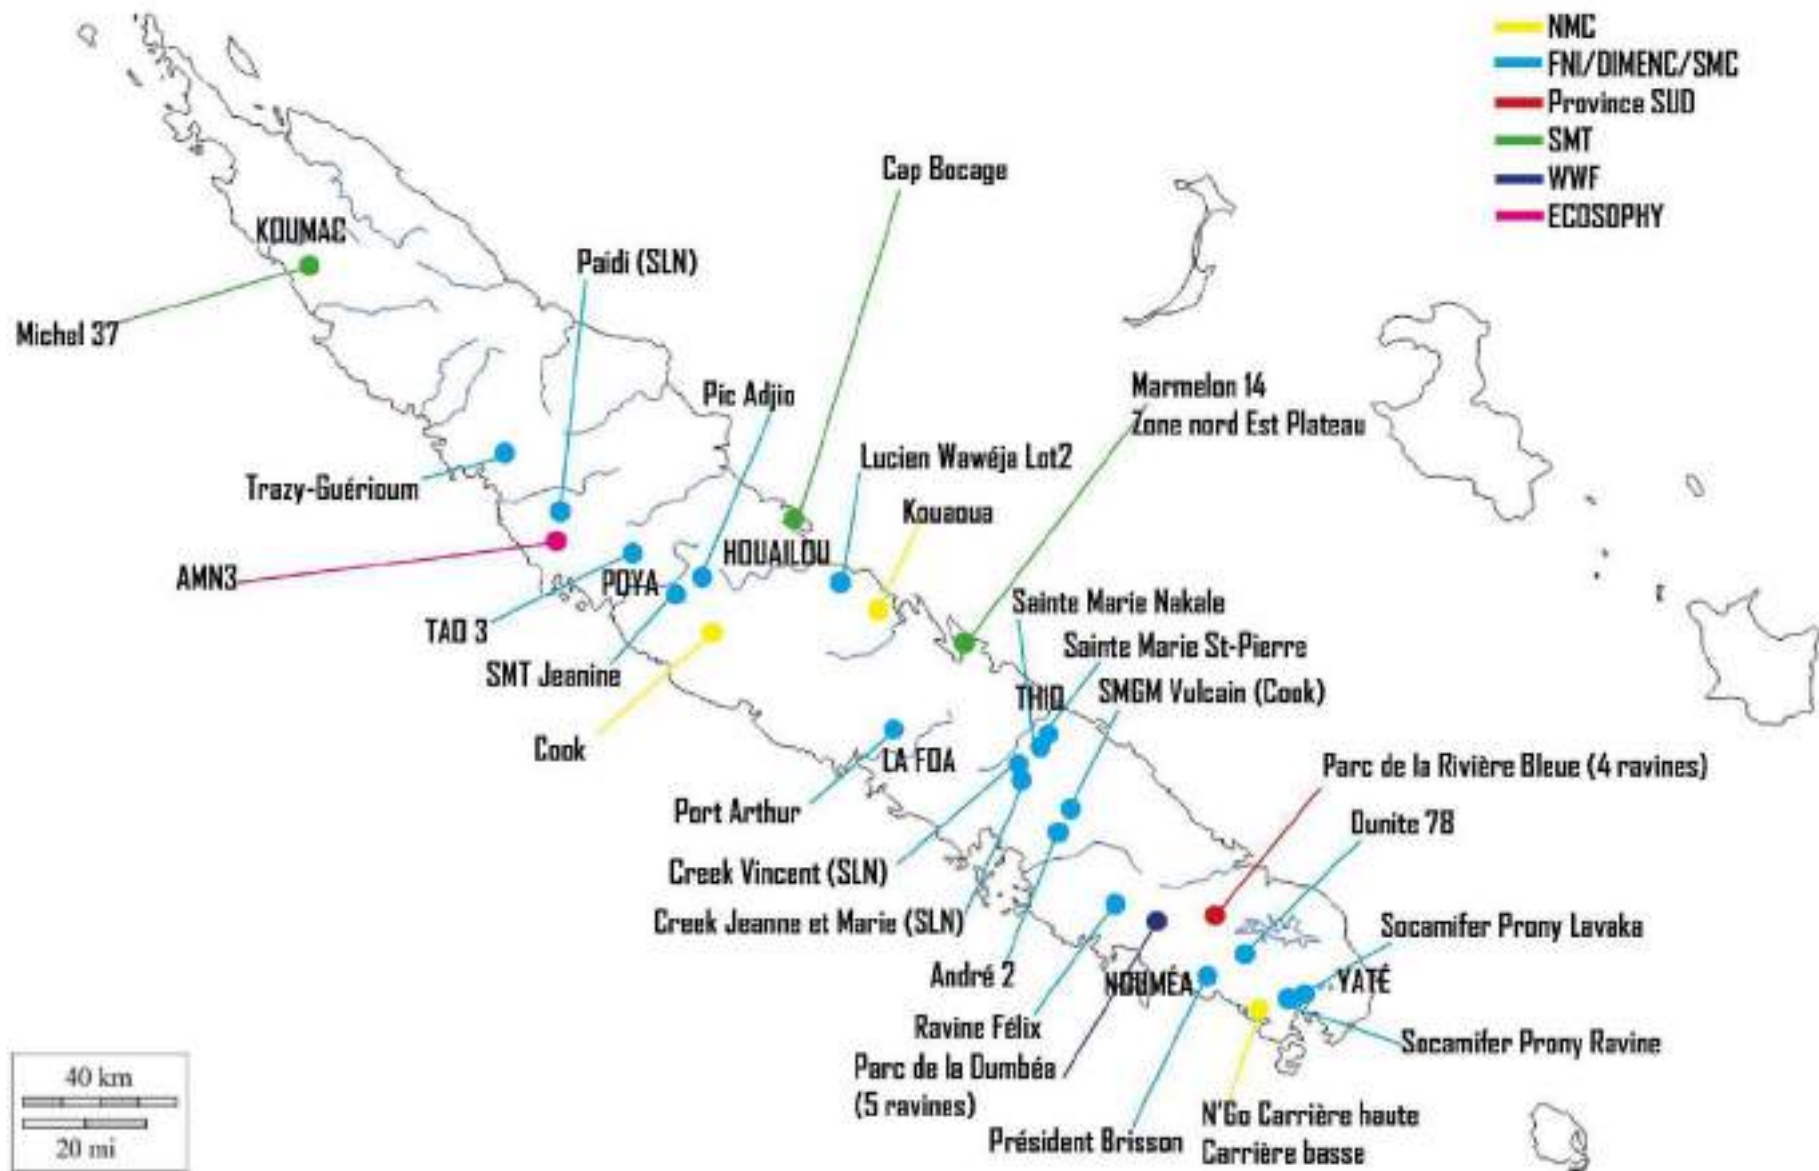 NMC
FNI/DIMENC/SMC
Province SUD
SMT
WWF
ECOSOPHY
Cap Bocage
KOUMAC
Paidi (SLN)
Michel 37
Marmelon 14
Zone nord Est Plateau
Pic Adjio
Lucien Wawéja Lot2
Trazy-Guérioum
Kouaoua
HOUAILOU
AMN3
POYA
Sainte Marie Nakale
TAO 3
Sainte Marie St-Pierre
SMT Jeanine
SMGM Vulcain (Cook)
THIO
Cook
LA FOA
Parc de la Rivière Bleue (4 ravines)
Port Arthur
Dunite 78
Creek Vincent (SLN)
Creek Jeanne et Marie (SLN)
Socamifer Prony Lavaka
André 2
NOUMÉA
YATÉ
Ravine Félix
Socamifer Prony Ravine
Parc de la Dumbéa
(5 ravines)
Président Brisson
N'Go Carrière haute
Carrière basse
40 km
20 mi